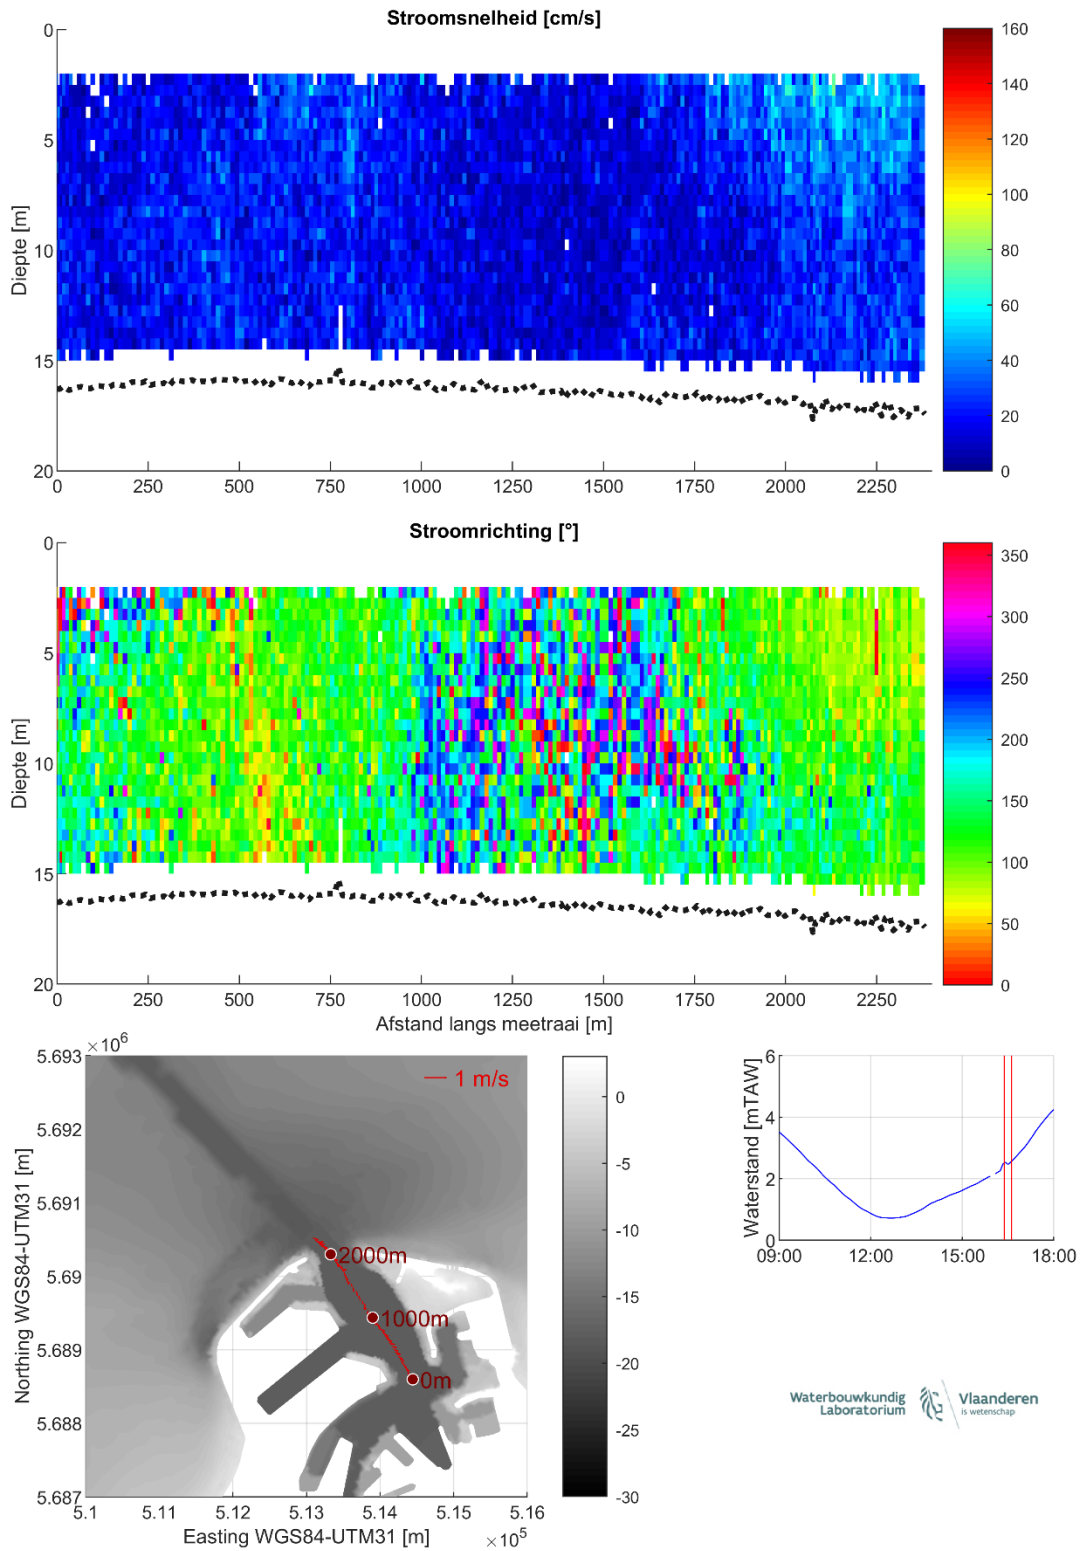 Stroomsnelheid [cm/s]
0
5
10
15
20
Diepte [m]
0 250 500 750 1000 1250 1500 1750 2000 2250
160
140
120
100
80
60
40
20
0
Stroomrichting [°]
0
5
10
15
20
Diepte [m]
0 250 500 750 1000 1250 1500 1750 2000 2250
Afstand langs meetraai [m]
350
300
250
200
150
100
50
0
×10⁶
5.693
5.692
5.691
5.69
5.689
5.688
5.687
Northing WGS84-UTM31 [m]
1 m/s
2000m
1000m
0m
5.1 5.12 5.13 5.14 5.15 5.16
Easting WGS84-UTM31 [m]
×10⁵
0
-5
-10
-15
-20
-25
-30
6
4
2
0
Waterstand [mTAW]
09:00 12:00 15:00 18:00
Waterbouwkundig
Laboratorium
Vlaanderen
is wetenschap